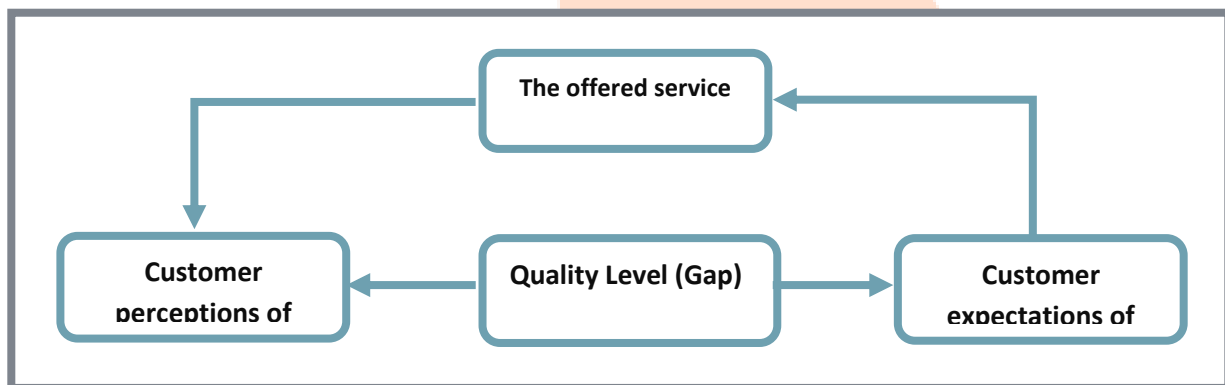 The offered service
Customer
perceptions of
Quality Level (Gap)
Customer
expectations of